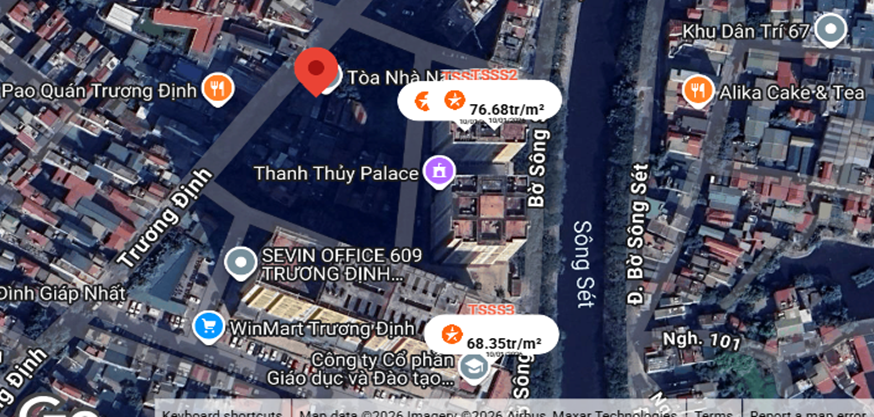 Khu Dân Trí 67
Tòa Nhà N
TSSS2
Pao Quán Trương Định
Alika Cake & Tea
76.68tr/m²
Thanh Thủy Palace
Bờ Sông
Trương Định
Sông Sét
Đ. Bờ Sông Sét
SEVIN OFFICE 609
TRƯƠNG ĐỊNH...
Đình Giáp Nhất
TSSS3
WinMart Trương Định
68.35tr/m²
Ngh. 101
Công ty Cổ phần
Giáo dục và Đào tạo...
Sông
g Định
Keyboard shortcuts
Map data ©2026 Imagery ©2026 Airbus, Maxar Technologies
Terms
Report a map error